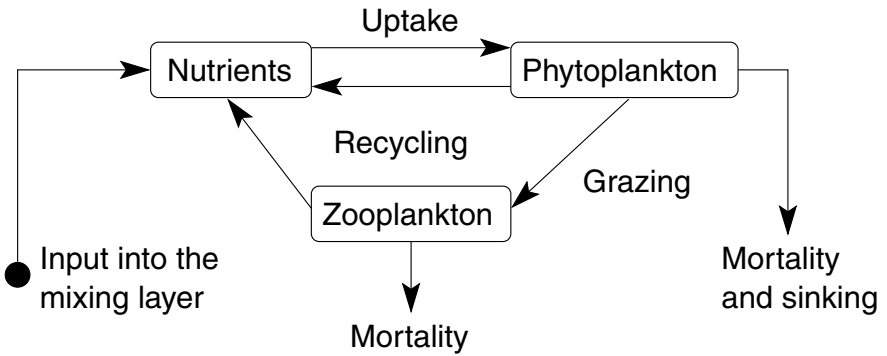 Uptake
Nutrients
Phytoplankton
Recycling
Grazing
Zooplankton
Input into the
mixing layer
Mortality
and sinking
Mortality